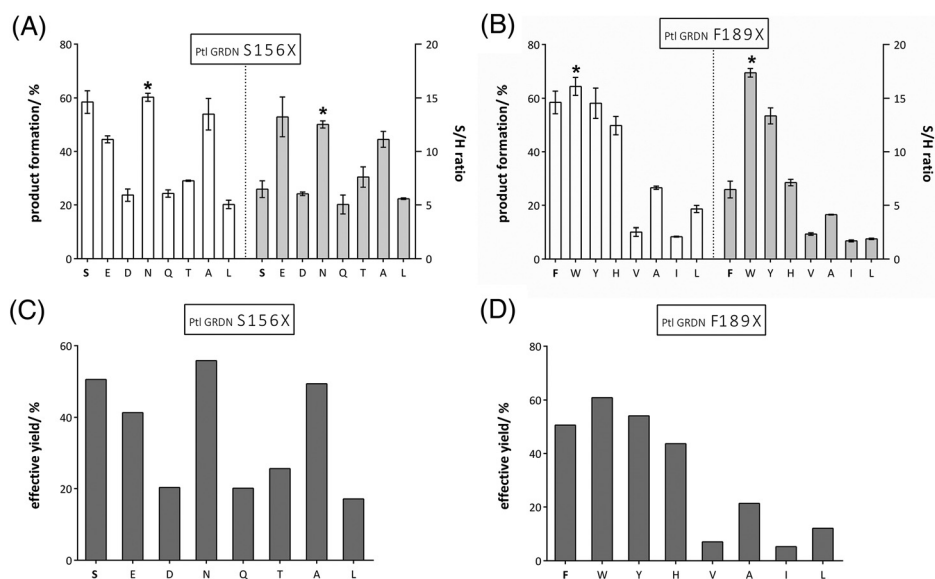 (A)
Ptl GRDN S156X
80
60
40
20
0
product formation/ %
*
*
20
15
10
5
0
S/H ratio
S E D N Q T A L S E D N Q T A L
(B)
Ptl GRDN F189X
80
60
40
20
0
product formation/ %
*
*
20
15
10
5
0
S/H ratio
F W Y H V A I L F W Y H V A I L
(C)
Ptl GRDN S156X
60
40
20
0
effective yield/ %
S E D N Q T A L
(D)
Ptl GRDN F189X
80
60
40
20
0
effective yield/ %
F W Y H V A I L